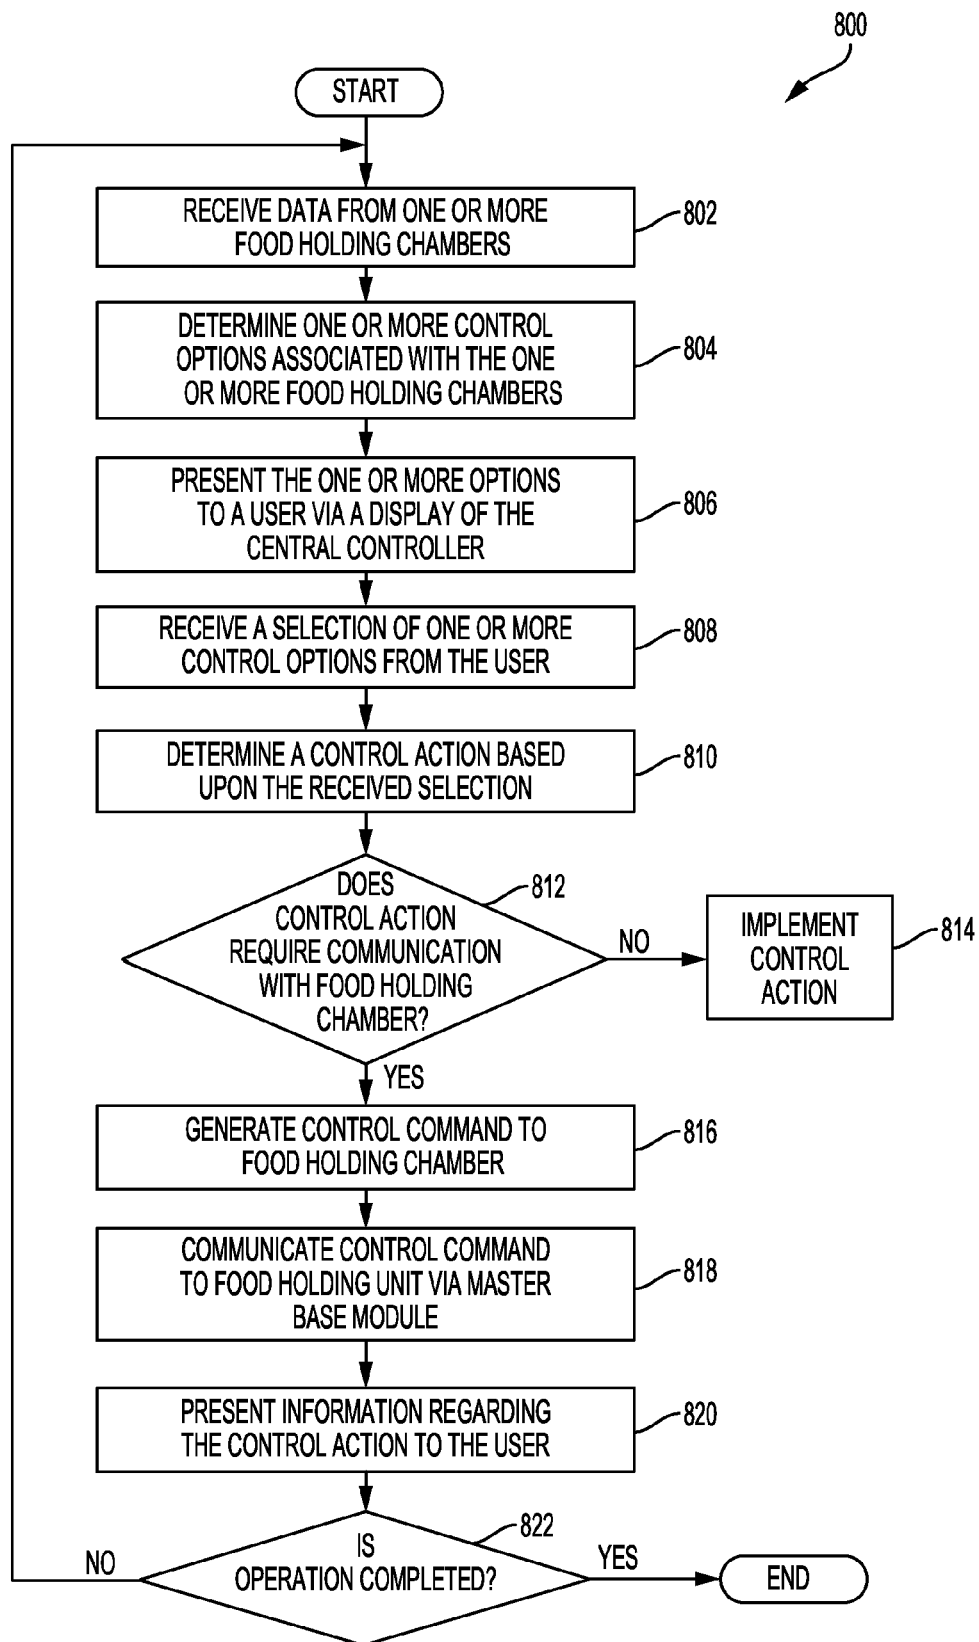 800
START
RECEIVE DATA FROM ONE OR MORE
FOOD HOLDING CHAMBERS
802
DETERMINE ONE OR MORE CONTROL
OPTIONS ASSOCIATED WITH THE ONE
OR MORE FOOD HOLDING CHAMBERS
804
PRESENT THE ONE OR MORE OPTIONS
TO A USER VIA A DISPLAY OF THE
CENTRAL CONTROLLER
806
RECEIVE A SELECTION OF ONE OR MORE
CONTROL OPTIONS FROM THE USER
808
DETERMINE A CONTROL ACTION BASED
UPON THE RECEIVED SELECTION
810
DOES
CONTROL ACTION
REQUIRE COMMUNICATION
WITH FOOD HOLDING
CHAMBER?
812
NO
IMPLEMENT
CONTROL
ACTION
814
YES
GENERATE CONTROL COMMAND TO
FOOD HOLDING CHAMBER
816
COMMUNICATE CONTROL COMMAND
TO FOOD HOLDING UNIT VIA MASTER
BASE MODULE
818
PRESENT INFORMATION REGARDING
THE CONTROL ACTION TO THE USER
820
IS
OPERATION COMPLETED?
822
NO
YES
END